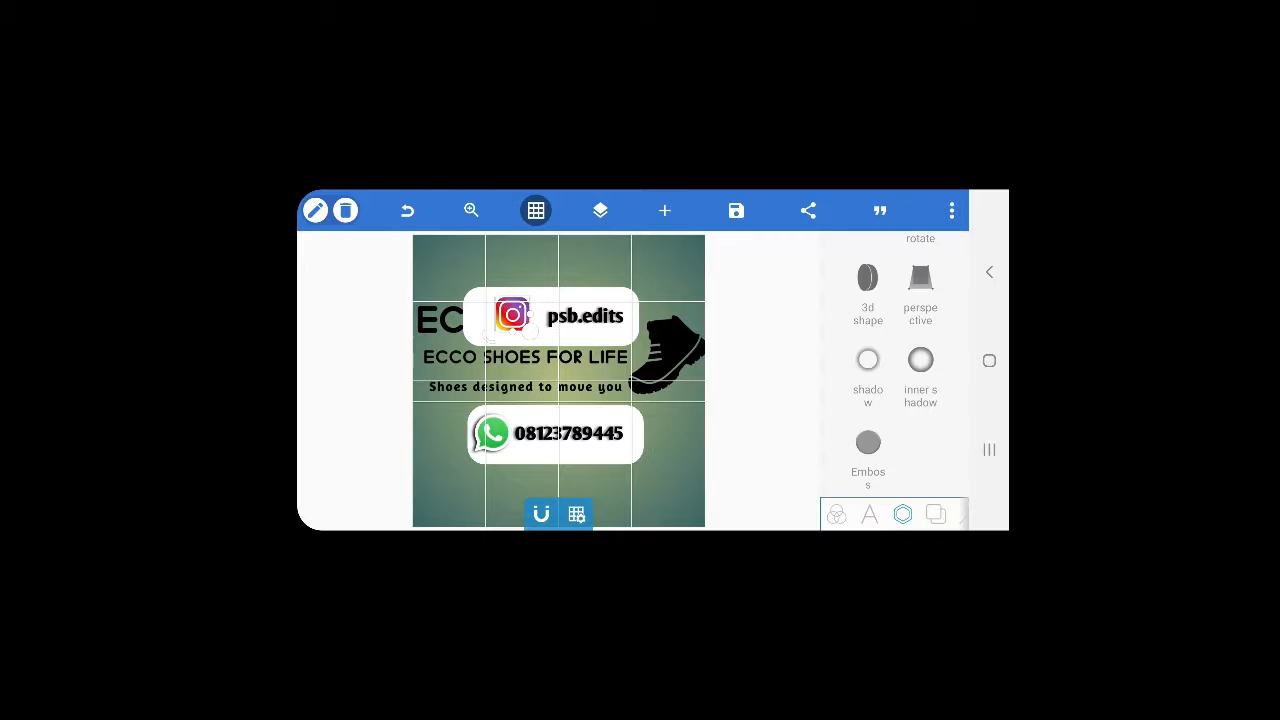 rotate
3d shape
perspe ctive
shado w
inner s hadow
Embos s
psb.edits
EC
ECCO SHOES FOR LIFE
Shoes designed to move you
08123789445